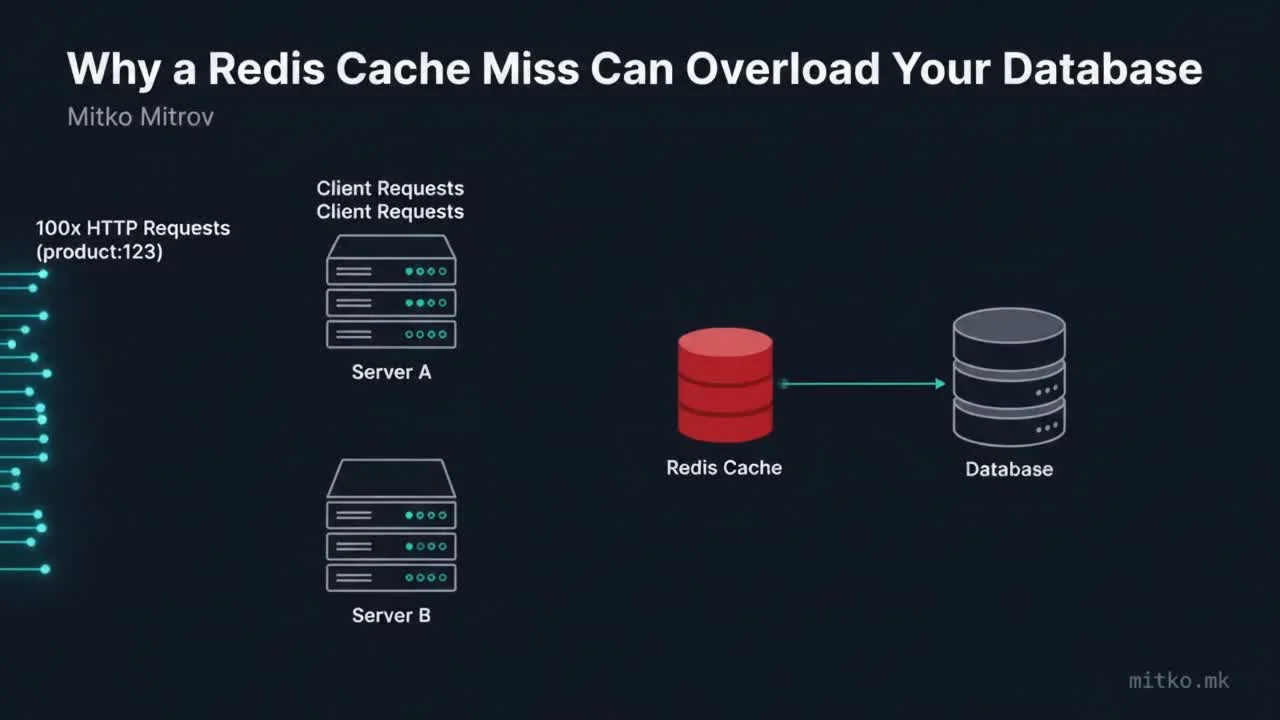 Why a Redis Cache Miss Can Overload Your Database
Mitko Mitrov
Client Requests
Client Requests
100x HTTP Requests
(product:123)
Server A
Redis Cache
Database
Server B
mitko.mk